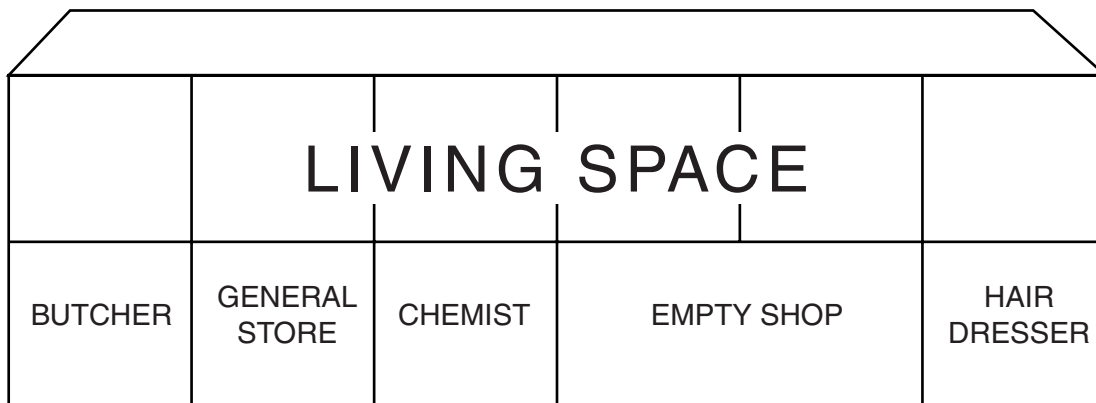 LIVING SPACE
BUTCHER
GENERAL
STORE
CHEMIST
EMPTY SHOP
HAIR
DRESSER